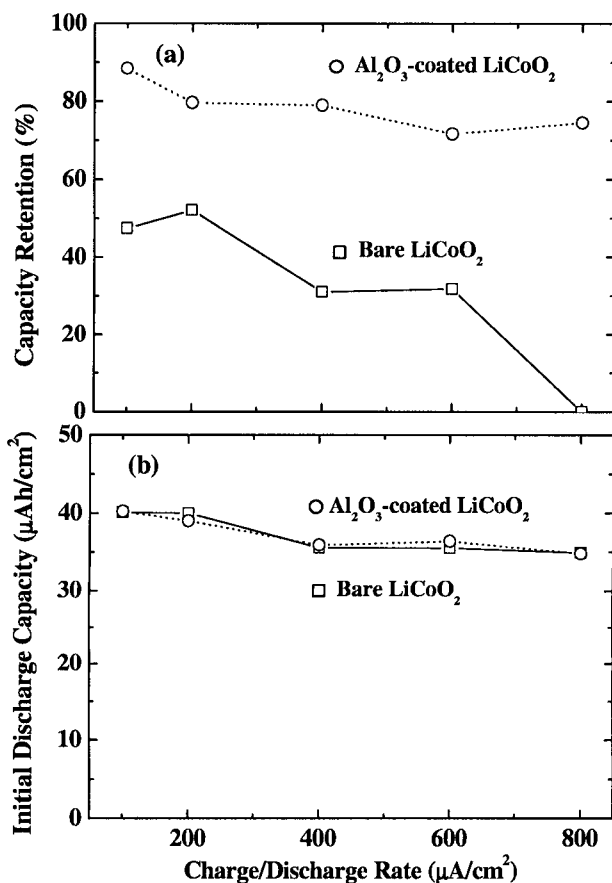 100
80
60
40
20
0
Capacity Retention (%)
(a)
Al₂O₃-coated LiCoO₂
Bare LiCoO₂
50
40
30
20
10
0
Initial Discharge Capacity (μAh/cm²)
(b)
Al₂O₃-coated LiCoO₂
Bare LiCoO₂
200 400 600 800
Charge/Discharge Rate (μA/cm²)